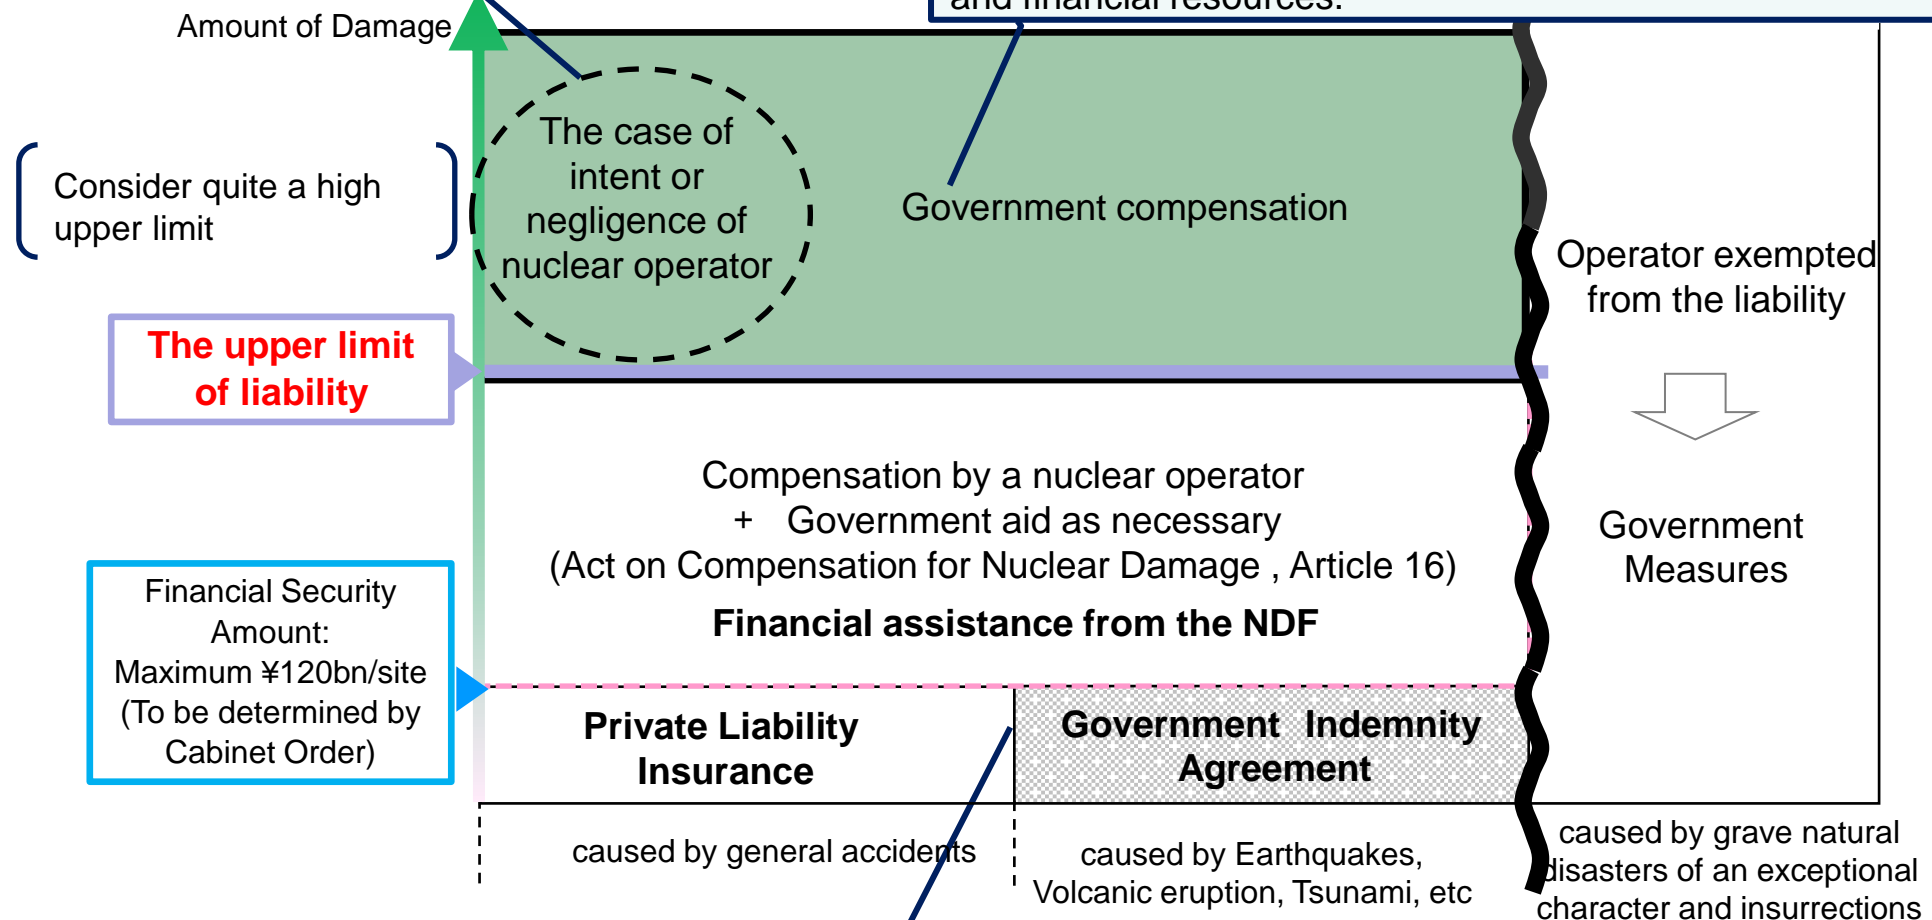 and financial resources.
Amount of Damage
The case of
intent or
negligence of
nuclear operator
Government compensation
Consider quite a high
upper limit
Operator exempted
from the liability
The upper limit
of liability
Compensation by a nuclear operator
+ Government aid as necessary
(Act on Compensation for Nuclear Damage , Article 16)
Financial assistance from the NDF
Government
Measures
Financial Security
Amount:
Maximum ¥120bn/site
(To be determined by
Cabinet Order)
Private Liability
Insurance
Government Indemnity
Agreement
caused by general accidents
caused by Earthquakes,
Volcanic eruption, Tsunami, etc
caused by grave natural
disasters of an exceptional
character and insurrections